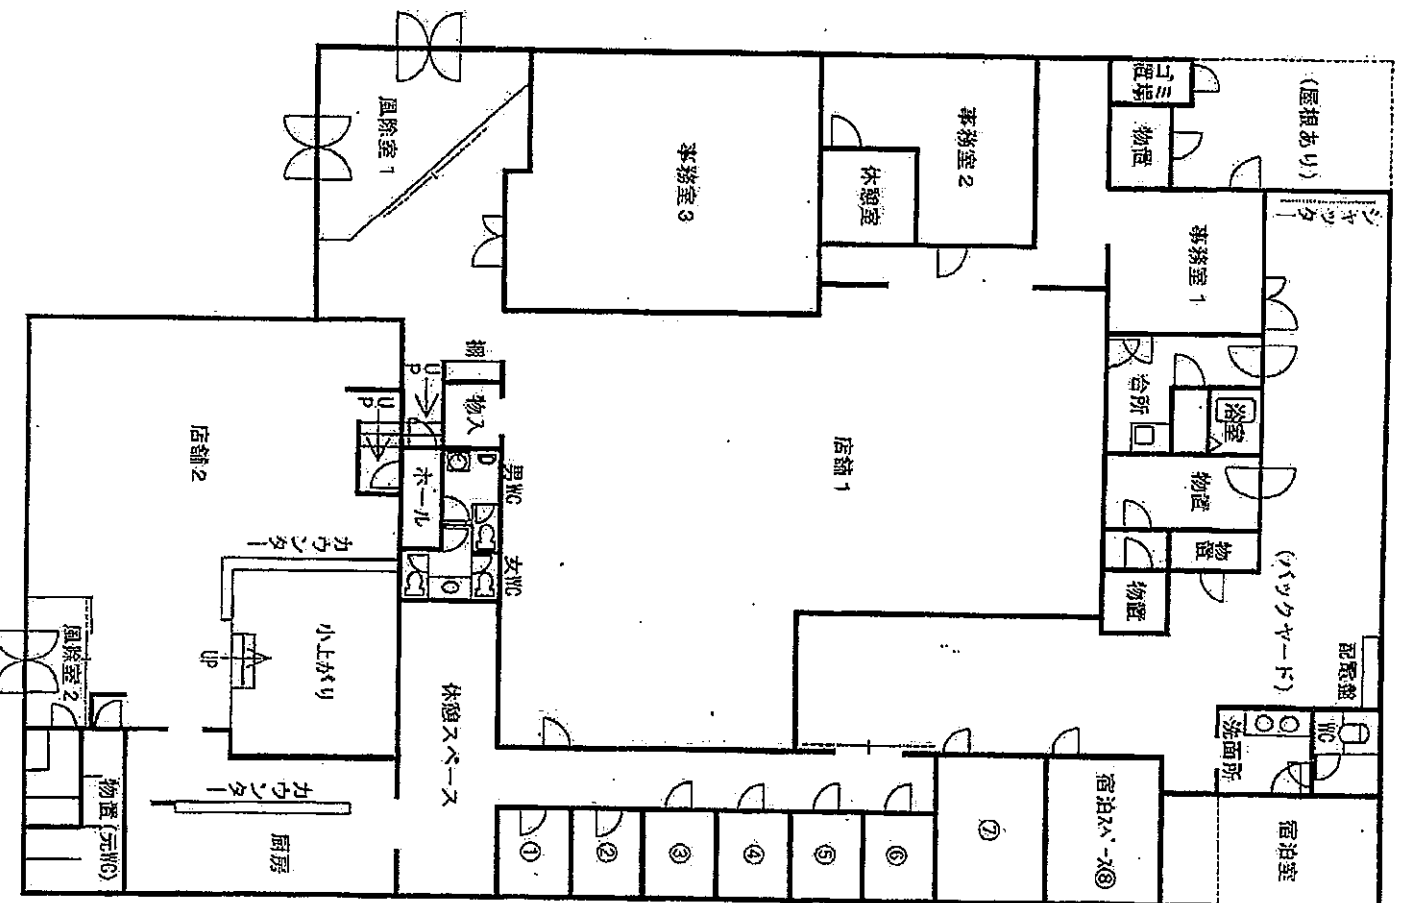 風除室1
事務室3
事務室2
休憩室
ゴミ
置場
物置
(屋根あり)
シャッター
事務室1
台所
浴室
物置
物置
物置
(バックヤード)
配電盤
WC
洗面所
宿泊室
店舗1
棚
Up
物入
Up
ホール
男WC
女WC
店舗2
カウンター
小上がり
UP
風除室2
休憩スペース
物置(元WC)
カウンター
厨房
①
②
③
④
⑤
⑥
⑦
宿泊スペース⑧